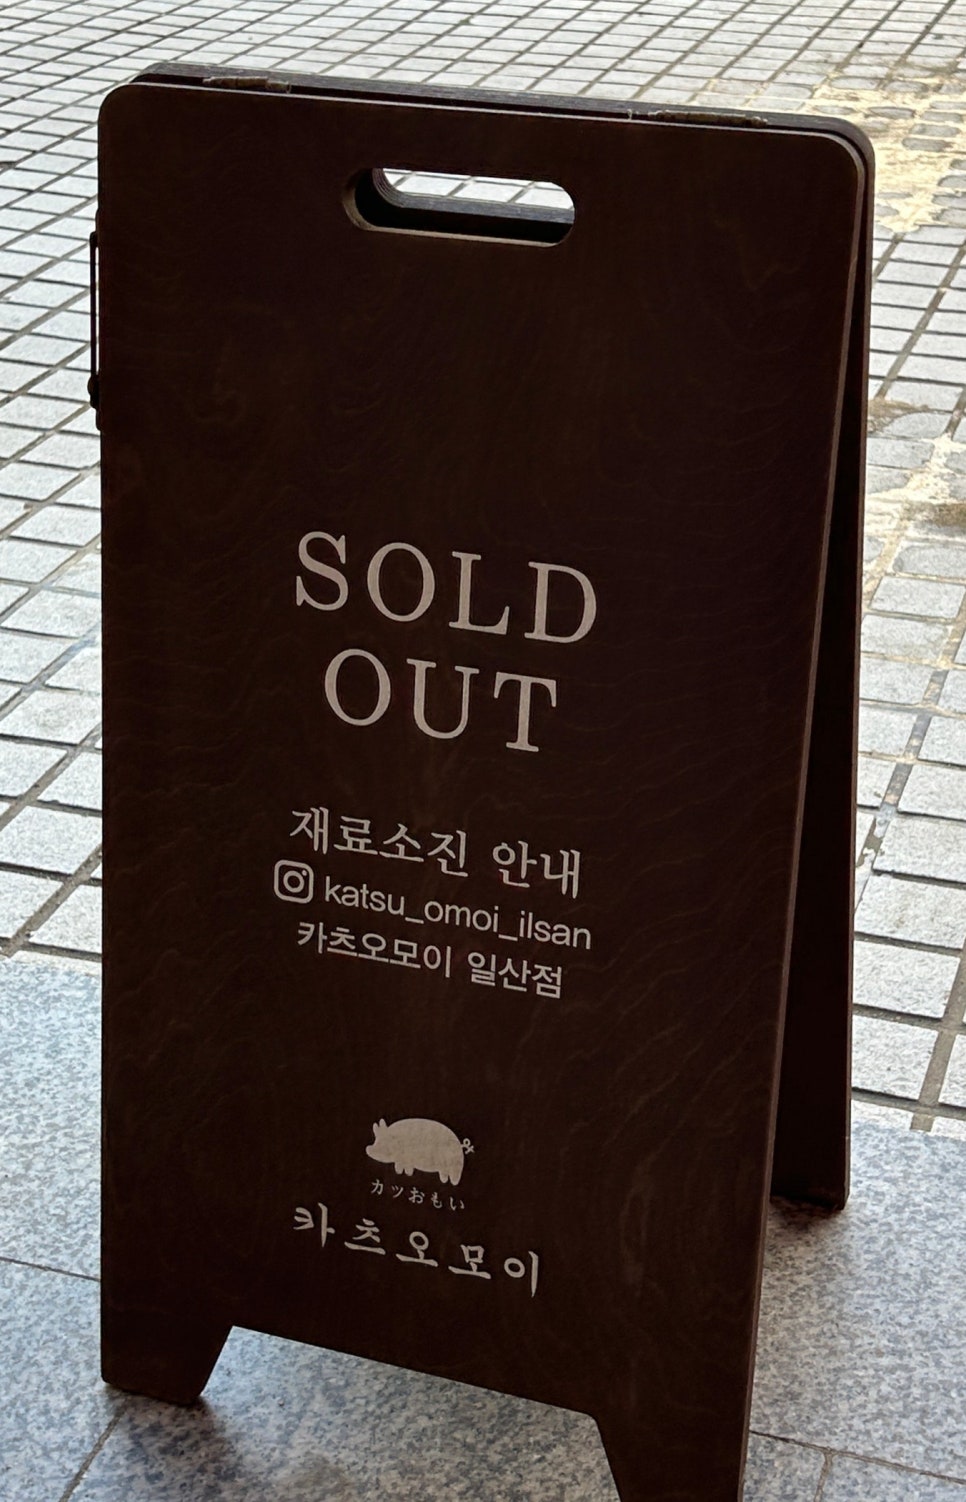 SOLD
OUT
재료소진 안내
katsu_omoi_ilsan
카츠오모이 일산점
カツおもい
카츠오모이